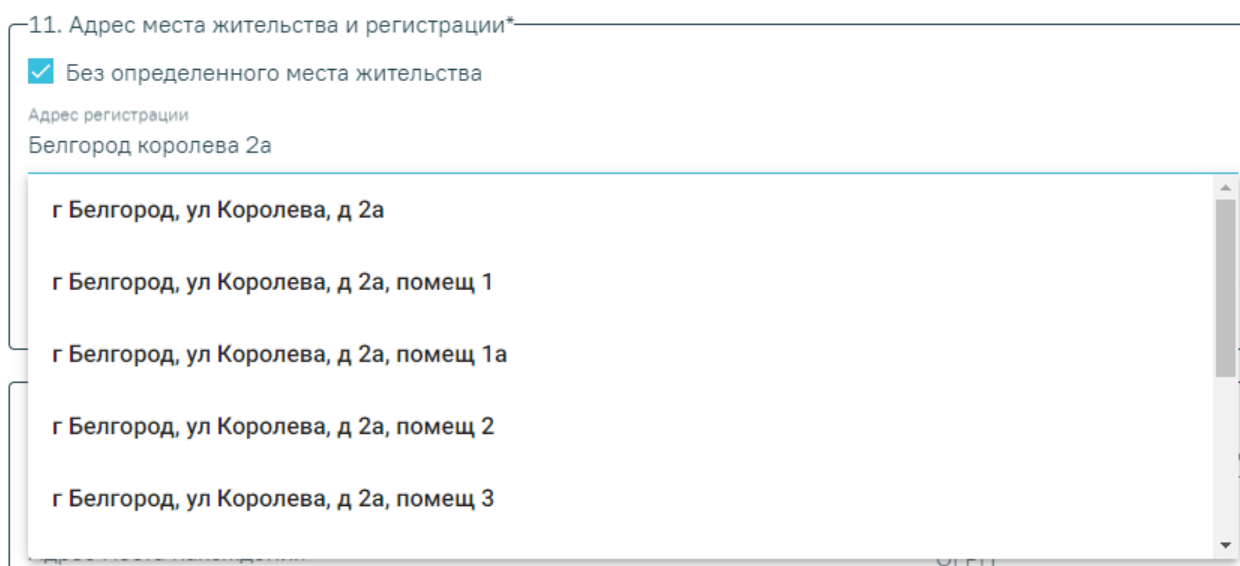 11. Адрес места жительства и регистрации*
Без определенного места жительства
Адрес регистрации
Белгород королева 2а
г Белгород, ул Королева, д 2а
г Белгород, ул Королева, д 2а, помещ 1
г Белгород, ул Королева, д 2а, помещ 1а
г Белгород, ул Королева, д 2а, помещ 2
г Белгород, ул Королева, д 2а, помещ 3